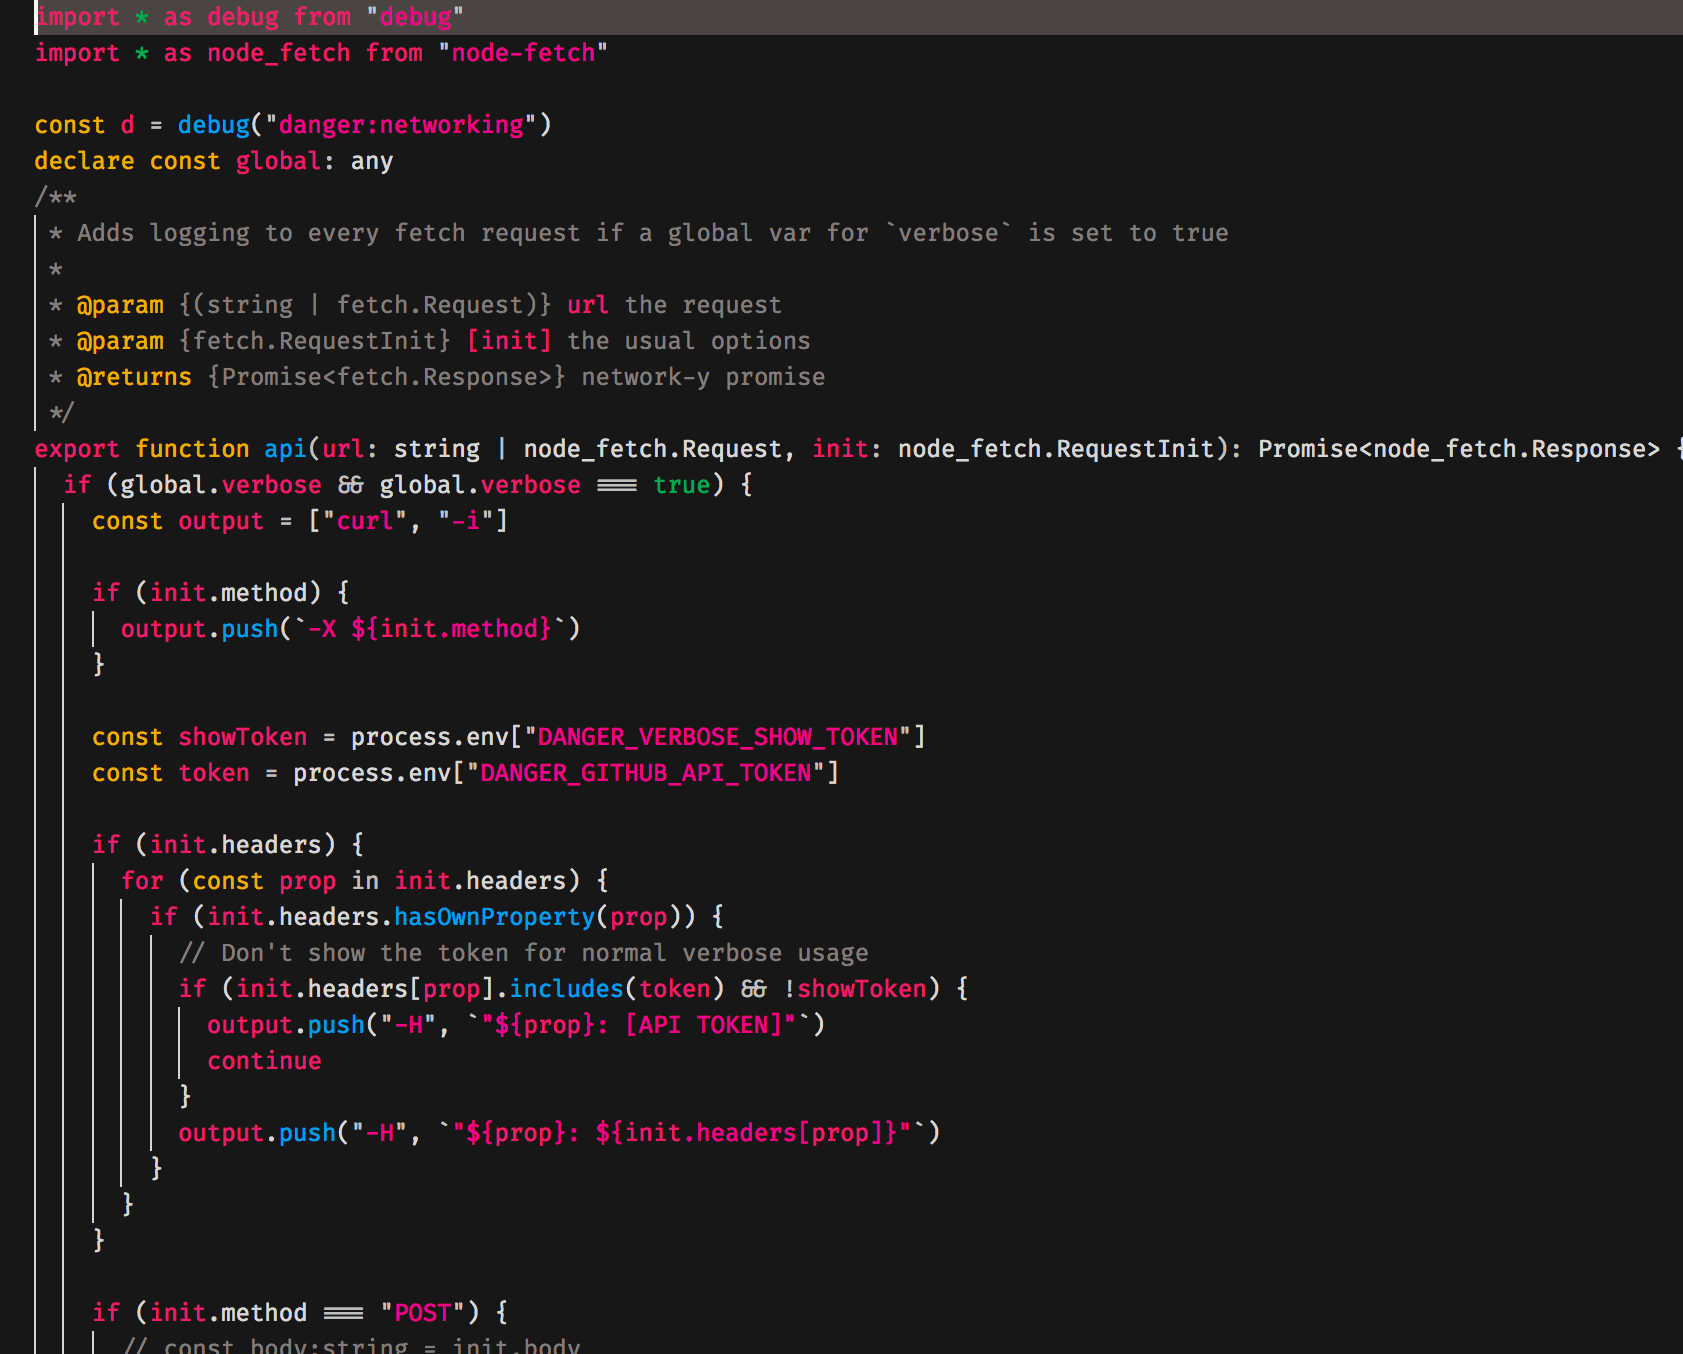 import * as debug from "debug"
import * as node_fetch from "node-fetch"
const d = debug("danger:networking")
declare const global: any
/**
* Adds logging to every fetch request if a global var for `verbose` is set to true
*
* @param {(string | fetch.Request)} url the request
* @param {fetch.RequestInit} [init] the usual options
* @returns {Promise<fetch.Response>} network-y promise
*/
export function api(url: string | node_fetch.Request, init: node_fetch.RequestInit): Promise<node_fetch.Response> {
if (global.verbose && global.verbose === true) {
const output = ["curl", "-i"]
if (init.method) {
output.push(`-X ${init.method}`)
}
const showToken = process.env["DANGER_VERBOSE_SHOW_TOKEN"]
const token = process.env["DANGER_GITHUB_API_TOKEN"]
if (init.headers) {
for (const prop in init.headers) {
if (init.headers.hasOwnProperty(prop)) {
// Don't show the token for normal verbose usage
if (init.headers[prop].includes(token) && !showToken) {
output.push("-H", `"${prop}: [API TOKEN]"`)
continue
}
output.push("-H", `"${prop}: ${init.headers[prop]}"`)
}
}
}
if (init.method === "POST") {
// const body:string = init.body